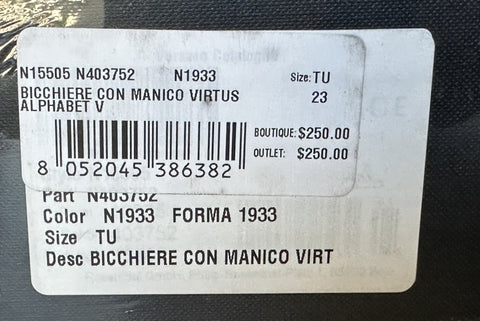 N15505 N403752 N1933 Size: TU
BICCHIERE CON MANICO VIRTUS 23
ALPHABET V
BOUTIQUE: $250.00
OUTLET: $250.00
8 052045 386382
Part N403752
Color N1933 FORMA 1933
Size TU
Desc BICCHIERE CON MANICO VIRT